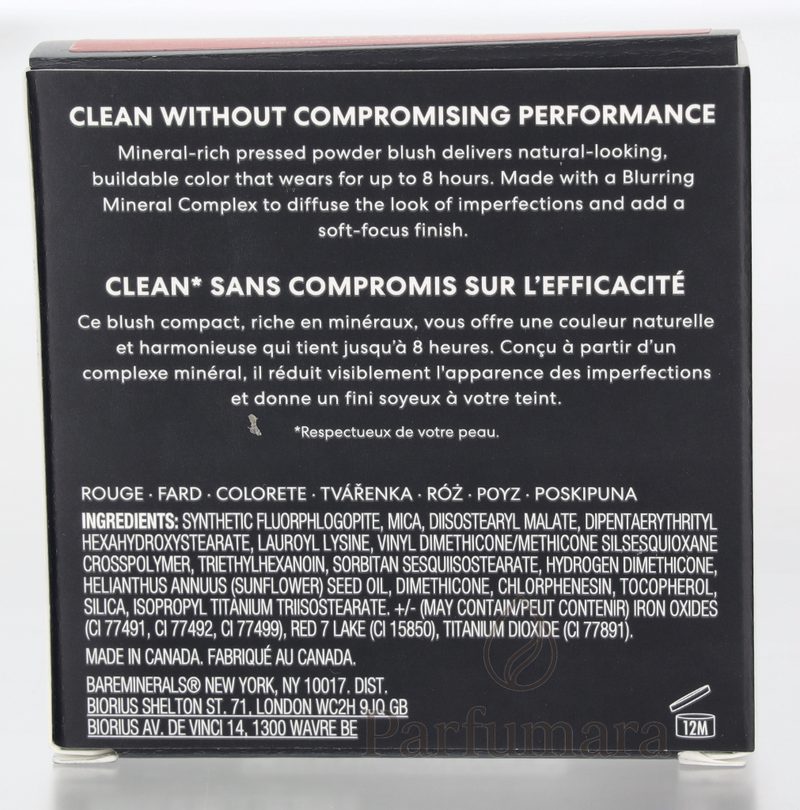 CLEAN WITHOUT COMPROMISING PERFORMANCE
Mineral-rich pressed powder blush delivers natural-looking,
buildable color that wears for up to 8 hours. Made with a Blurring
Mineral Complex to diffuse the look of imperfections and add a
soft-focus finish.
CLEAN* SANS COMPROMIS SUR L'EFFICACITÉ
Ce blush compact, riche en minéraux, vous offre une couleur naturelle
et harmonieuse qui tient jusqu'à 8 heures. Conçu à partir d'un
complexe minéral, il réduit visiblement l'apparence des imperfections
et donne un fini soyeux à votre teint.
*Respectueux de votre peau.
ROUGE · FARD · COLORETE · TVÁŘENKA · RÓŻ · POYZ · POSKIPUNA
INGREDIENTS: SYNTHETIC FLUORPHLOGOPITE, MICA, DIISOSTEARYL MALATE, DIPENTAERYTHRITYL
HEXAHYDROXYSTEARATE, LAUROYL LYSINE, VINYL DIMETHICONE/METHICONE SILSESQUIOXANE
CROSSPOLYMER, TRIETHYLHEXANOIN, SORBITAN SESQUIISOSTEARATE, HYDROGEN DIMETHICONE,
HELIANTHUS ANNUUS (SUNFLOWER) SEED OIL, DIMETHICONE, CHLORPHENESIN, TOCOPHEROL,
SILICA, ISOPROPYL TITANIUM TRIISOSTEARATE. +/- (MAY CONTAIN/PEUT CONTENIR) IRON OXIDES
(CI 77491, CI 77492, CI 77499), RED 7 LAKE (CI 15850), TITANIUM DIOXIDE (CI 77891).
MADE IN CANADA. FABRIQUÉ AU CANADA.
BAREMINERALS® NEW YORK, NY 10017. DIST.
BIORIUS SHELTON ST. 71. LONDON WC2H 9JQ GB
BIORIUS AV. DE VINCI 14, 1300 WAVRE BE
12M
Parfumara